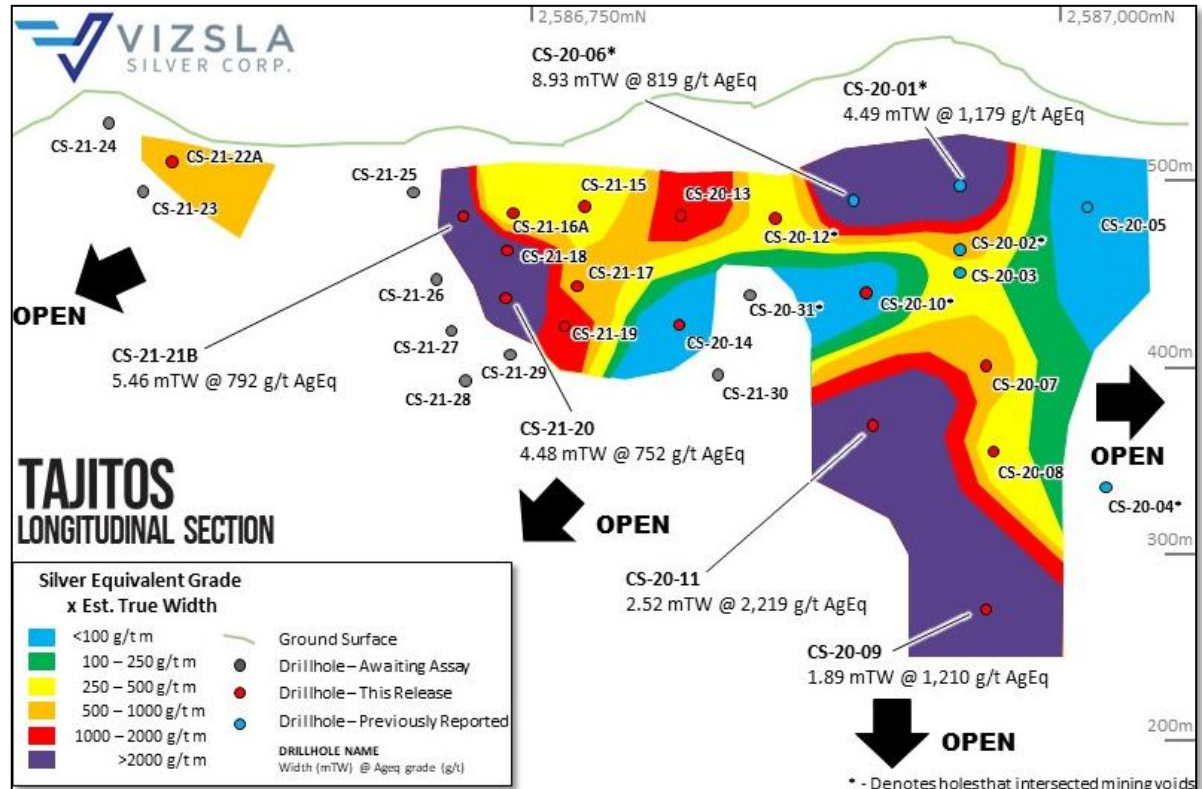 2,586,750mN
2,587,000mN
VIZSLA
SILVER CORP.
CS-20-06*
8.93 mTW @ 819 g/t AgEq
CS-20-01*
4.49 mTW @ 1,179 g/t AgEq
CS-21-24
CS-21-22A
CS-21-23
CS-21-25
CS-21-15
CS-20-13
500m
CS-21-16A
CS-20-12*
CS-20-05
CS-21-18
CS-20-02*
CS-21-17
CS-20-03
CS-21-26
CS-20-31*
CS-20-10*
OPEN
CS-21-27
CS-21-19
CS-20-14
CS-21-21B
5.46 mTW @ 792 g/t AgEq
CS-21-29
CS-21-28
CS-21-30
400m
CS-20-07
CS-21-20
4.48 mTW @ 752 g/t AgEq
OPEN
CS-20-08
CS-20-04*
TAJITOS
LONGITUDINAL SECTION
OPEN
300m
CS-20-11
2.52 mTW @ 2,219 g/t AgEq
CS-20-09
1.89 mTW @ 1,210 g/t AgEq
200m
OPEN
Silver Equivalent Grade
x Est. True Width
<100 g/t m
100 – 250 g/t m
250 – 500 g/t m
500 – 1000 g/t m
1000 – 2000 g/t m
>2000 g/t m
Ground Surface
Drillhole – Awaiting Assay
Drillhole – This Release
Drillhole – Previously Reported
DRILLHOLE NAME
Width (mTW) @ Ageq grade (g/t)
* - Denotes holes that intersected mining voids